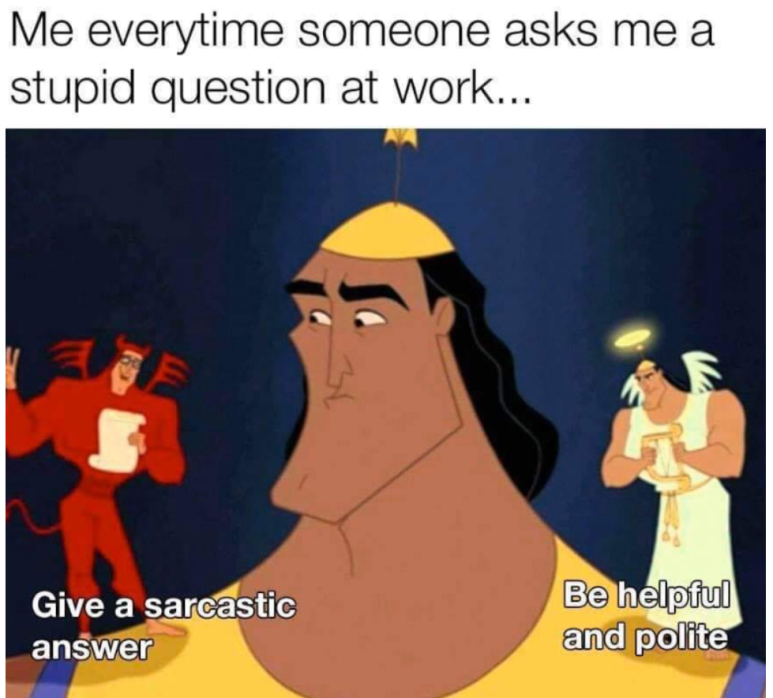 Me everytime someone asks me a
stupid question at work...
Give a sarcastic
answer
Be helpful
and polite